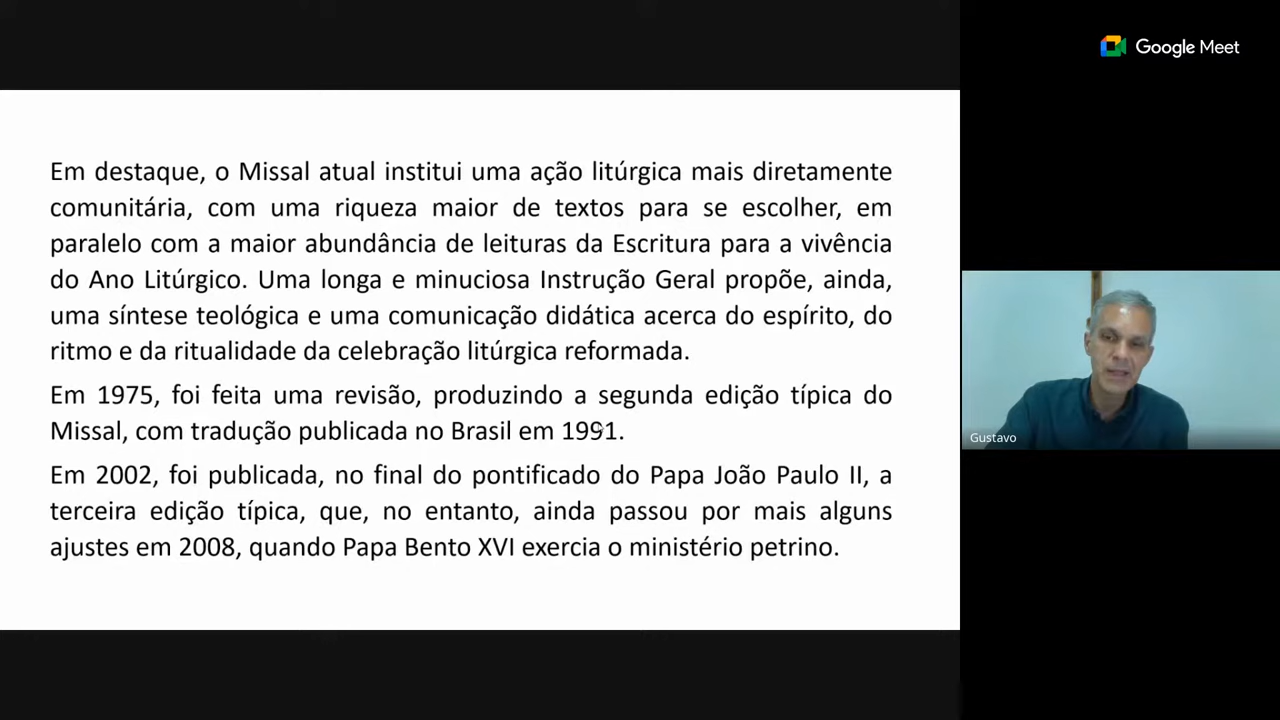 Google Meet
Em destaque, o Missal atual institui uma ação litúrgica mais diretamente
comunitária, com uma riqueza maior de textos para se escolher, em
paralelo com a maior abundância de leituras da Escritura para a vivência
do Ano Litúrgico. Uma longa e minuciosa Instrução Geral propõe, ainda,
uma síntese teológica e uma comunicação didática acerca do espírito, do
ritmo e da ritualidade da celebração litúrgica reformada.
Em 1975, foi feita uma revisão, produzindo a segunda edição típica do
Missal, com tradução publicada no Brasil em 1991.
Em 2002, foi publicada, no final do pontificado do Papa João Paulo II, a
terceira edição típica, que, no entanto, ainda passou por mais alguns
ajustes em 2008, quando Papa Bento XVI exercia o ministério petrino.
Gustavo